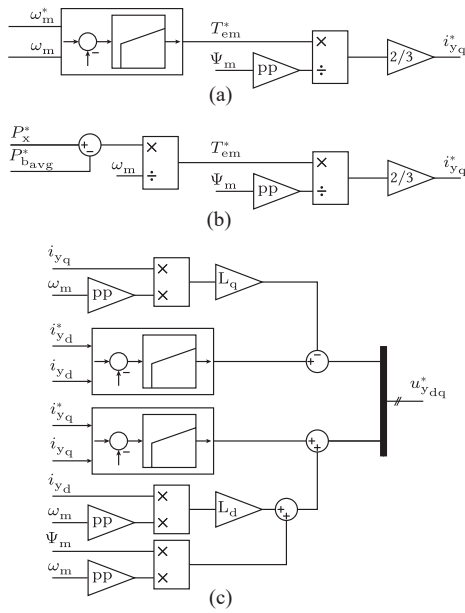 ω*m
ωm
−
T*em
Ψm
pp
×
÷
2/3
i*yq
(a)
P*x
P*bavg
+
−
ωm
×
÷
T*em
Ψm
pp
×
÷
2/3
i*yq
(b)
iyq
ωm
pp
×
×
Lq
i*yd
iyd
−
+
−
i*yq
iyq
−
+
+
u*ydq
iyd
ωm
pp
×
×
Ld
+
+
Ψm
ωm
pp
×
×
(c)